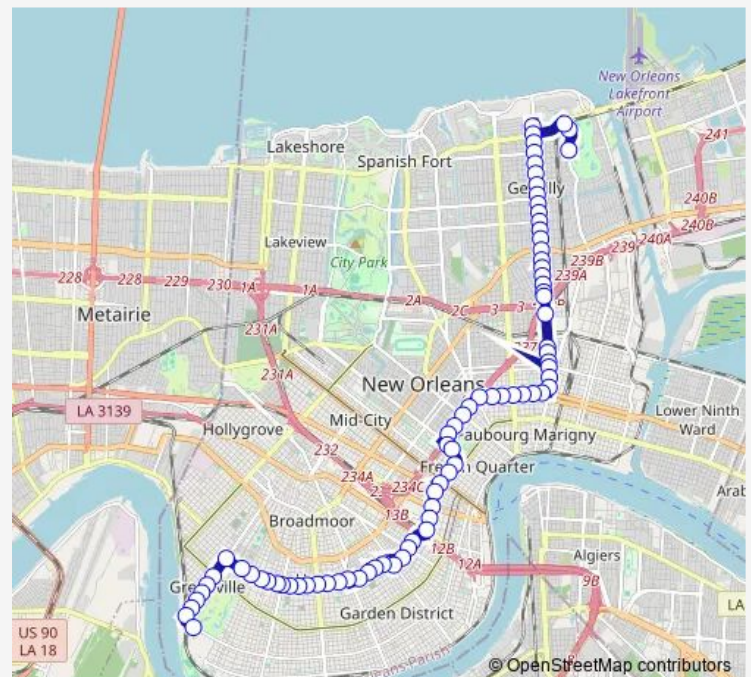 New Orleans
Lakefront
Airport
241
Lakeshore
Spanish Fort
240B
240B
239
240A
Lakeview
City Park
239B
239A
228
228
229
230
1A
1A
2A
2C
3
3
Metairie
231A
231A
New Orleans
LA 3139
Mid-City
Hollygrove
Lower Ninth
Ward
aubourg Marigny
232
234A
234C
13B
Broadmoor
12B
12A
Algiers
9B
Garden District
LA
US 90
LA 18
© OpenStreetMap contributors